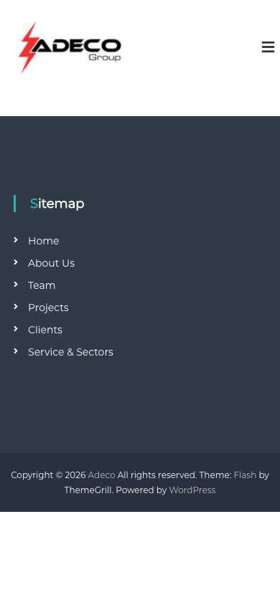 ADECO
Group
Sitemap
Home
About Us
Team
Projects
Clients
Service & Sectors
Copyright © 2026 Adeco All rights reserved. Theme: Flash by
ThemeGrill. Powered by WordPress